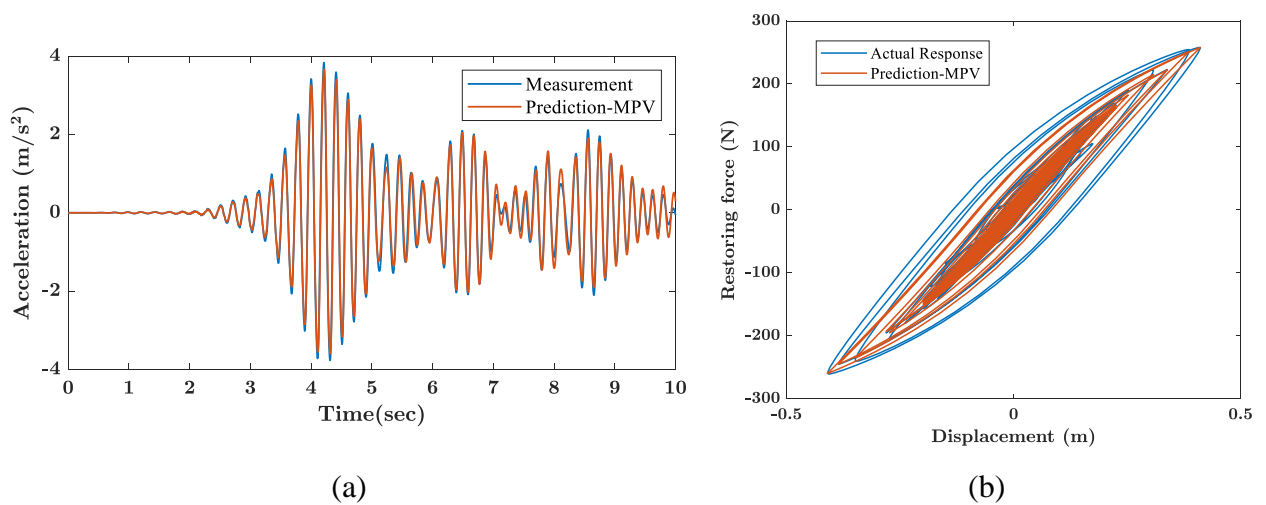 4
2
0
-2
-4
Acceleration (m/s²)
Measurement
Prediction-MPV
0 1 2 3 4 5 6 7 8 9 10
Time(sec)
(a)
300
200
100
0
-100
-200
-300
Restoring force (N)
Actual Response
Prediction-MPV
-0.5 0 0.5
Displacement (m)
(b)